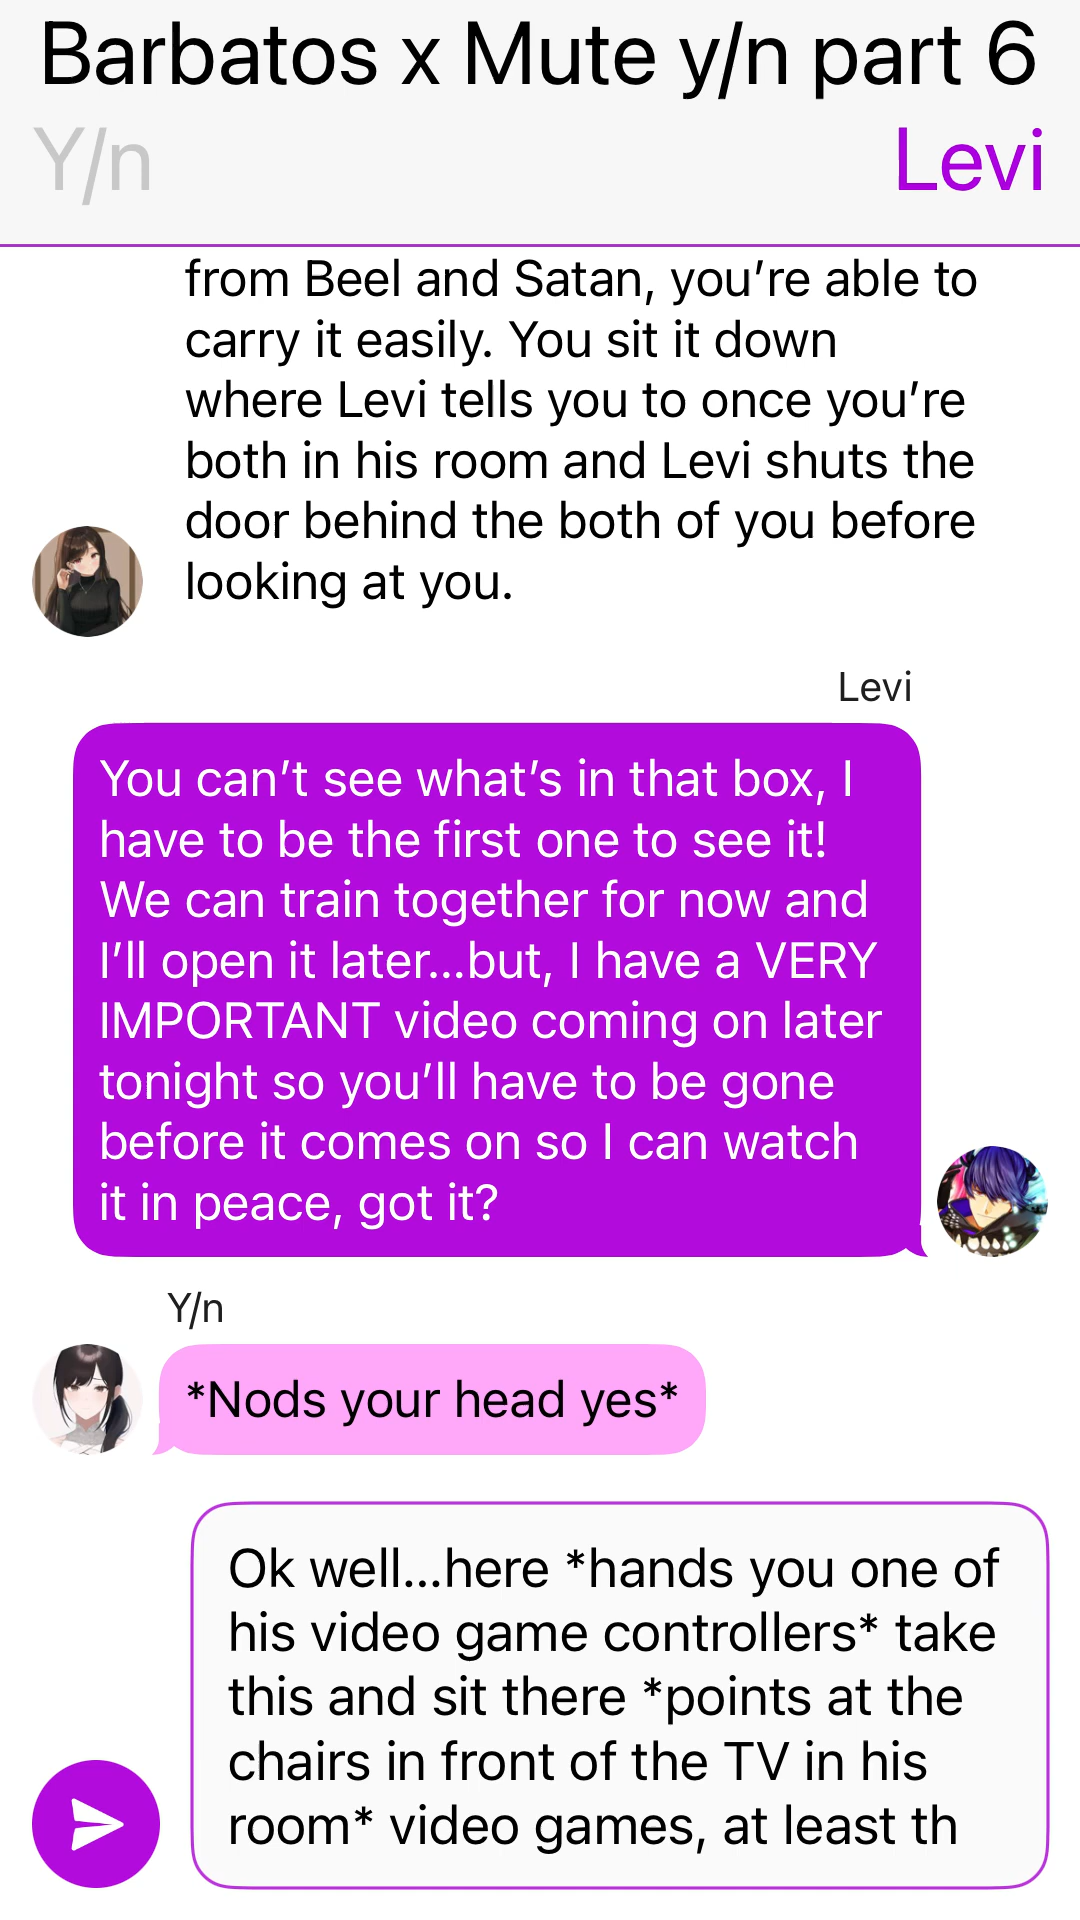 Barbatos x Mute y/n part 6
Y/n
Levi
from Beel and Satan, you’re able to
carry it easily. You sit it down
where Levi tells you to once you’re
both in his room and Levi shuts the
door behind the both of you before
looking at you.
Levi
You can’t see what’s in that box, I
have to be the first one to see it!
We can train together for now and
I’ll open it later...but, I have a VERY
IMPORTANT video coming on later
tonight so you’ll have to be gone
before it comes on so I can watch
it in peace, got it?
Y/n
*Nods your head yes*
Ok well...here *hands you one of
his video game controllers* take
this and sit there *points at the
chairs in front of the TV in his
room* video games, at least th